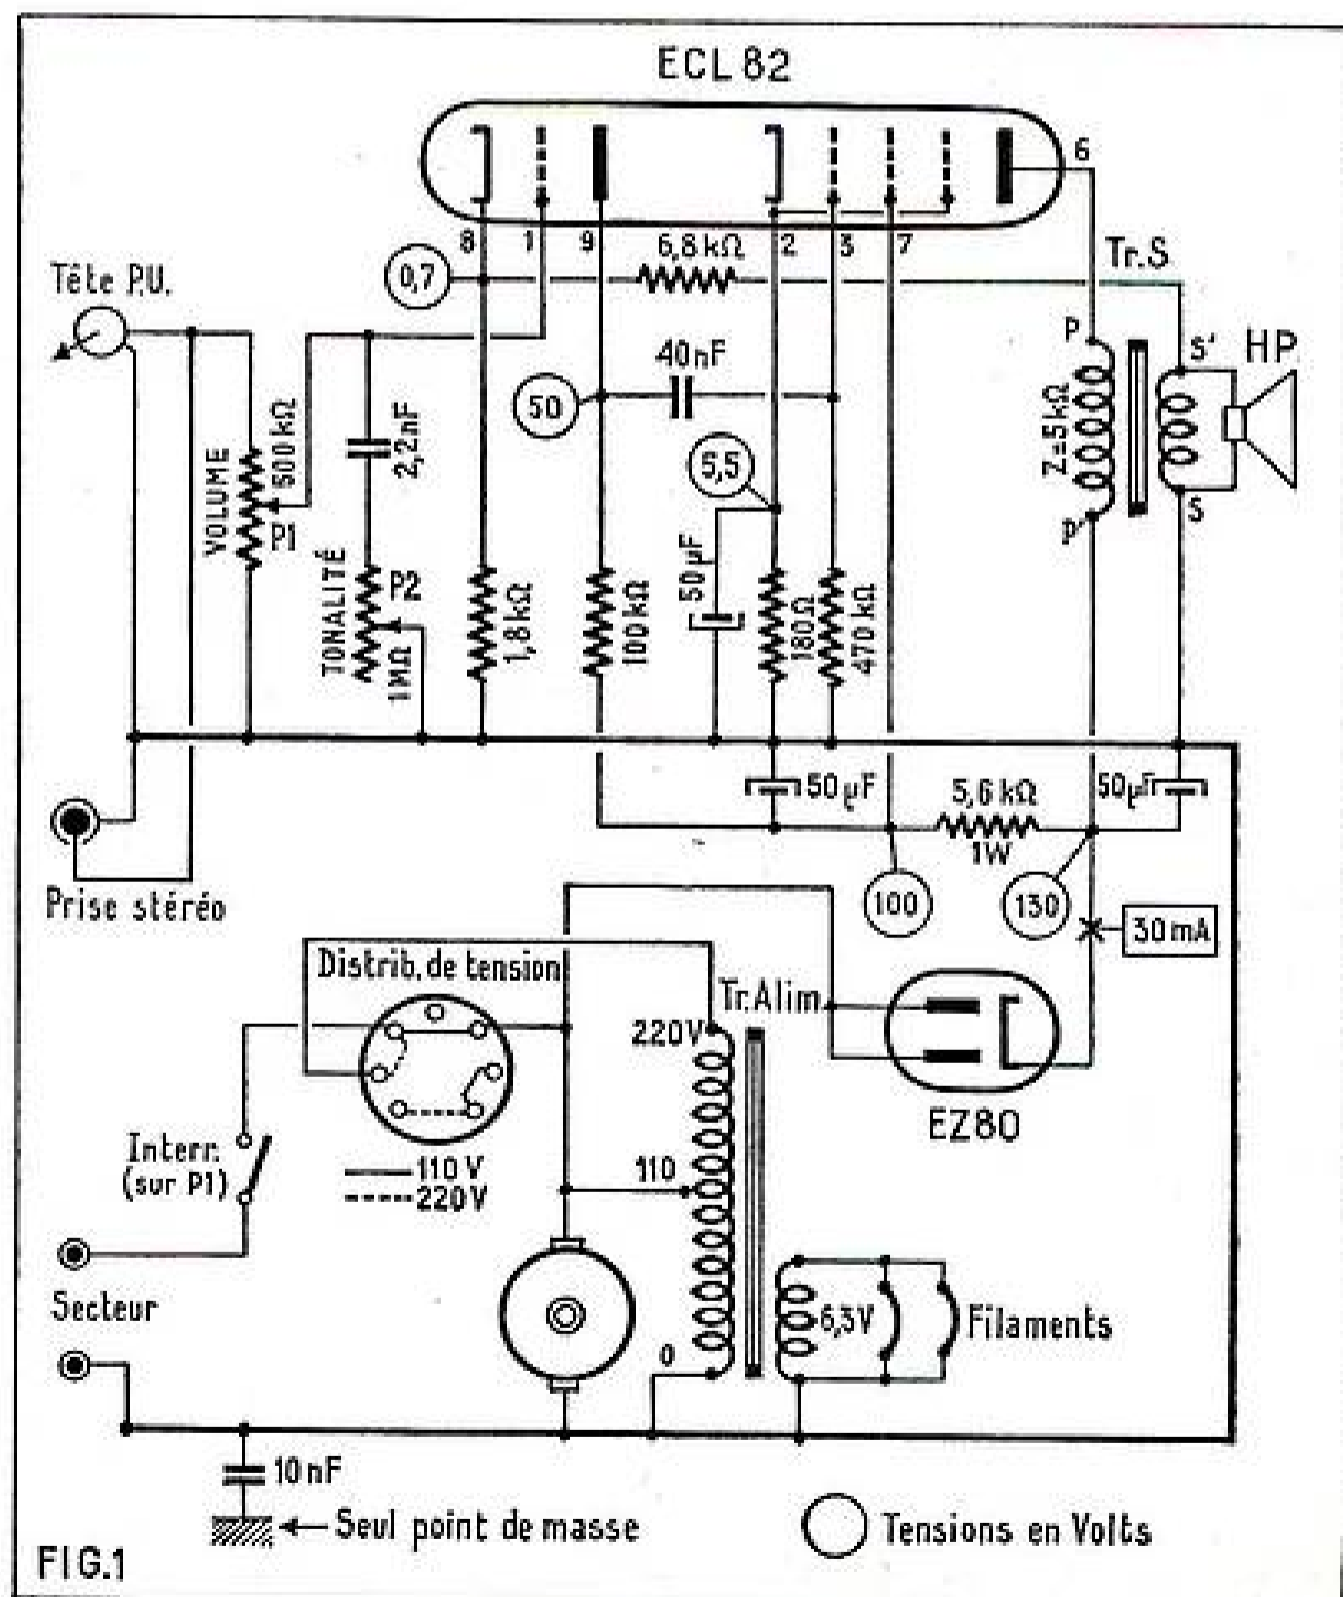 ECL 82
6
8
1
9
6,8 kΩ
2
3
7
Tr.S
0,7
Tête P.U.
P
S'
HP
40nF
50
Z=5kΩ
VOLUME
500 kΩ
P1
2,2nF
5,5
S
P'
TONALITÉ
P2
1MΩ
1,8kΩ
100kΩ
50µF
180Ω
470 kΩ
50µF
5,6 kΩ
1W
50µF
Prise stéréo
100
130
30mA
Distrib. de tension
Tr.Alim.
220V
EZ80
Interr.
(sur P1)
110 V
220V
110
Secteur
0
6,3V
Filaments
10nF
Seul point de masse
Tensions en Volts
FIG.1